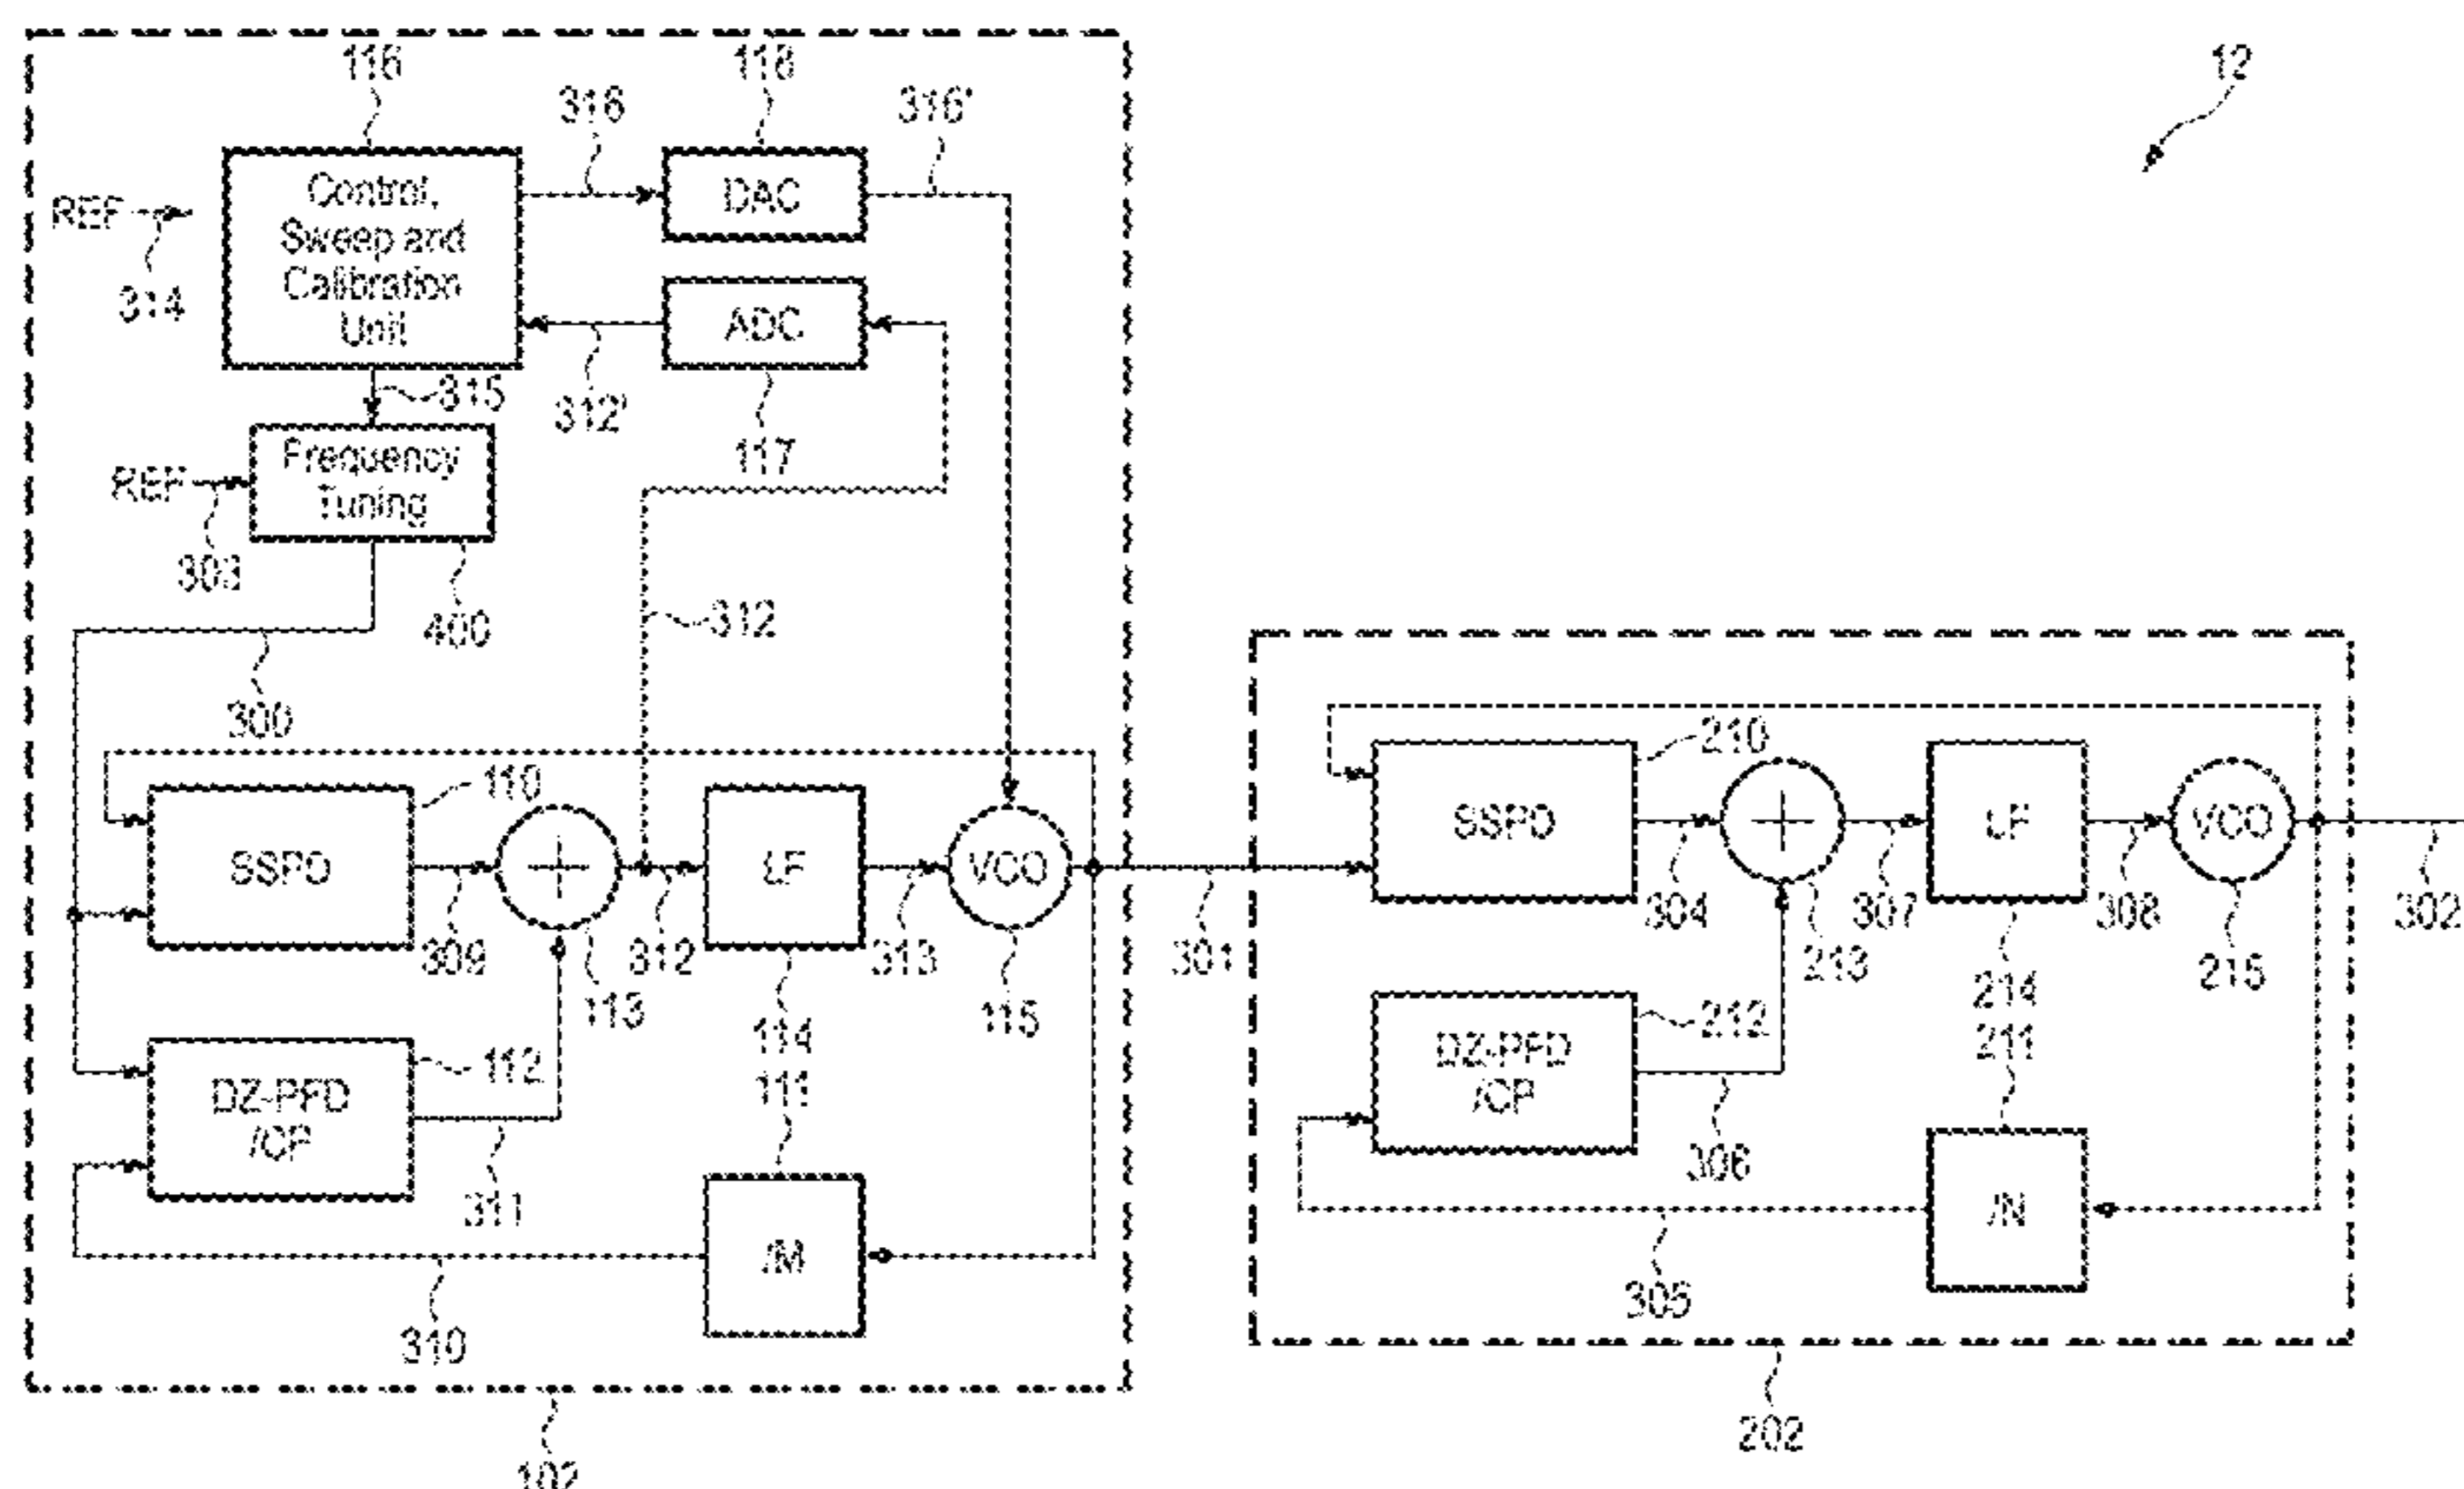 12
116
118
316
316'
Control,
Sweep and
Calibration
Unit
DAC
REF
314
ADC
312'
315
117
Frequency
Tuning
REF
303
400
312
300
110
SSPD
309
113
312
LF
114
313
VCO
115
301
112
DZ-PFD
/CP
311
111
/M
310
102
210
SSPD
304
213
307
LF
214
308
VCO
215
302
212
DZ-PFD
/CP
306
211
/N
305
202